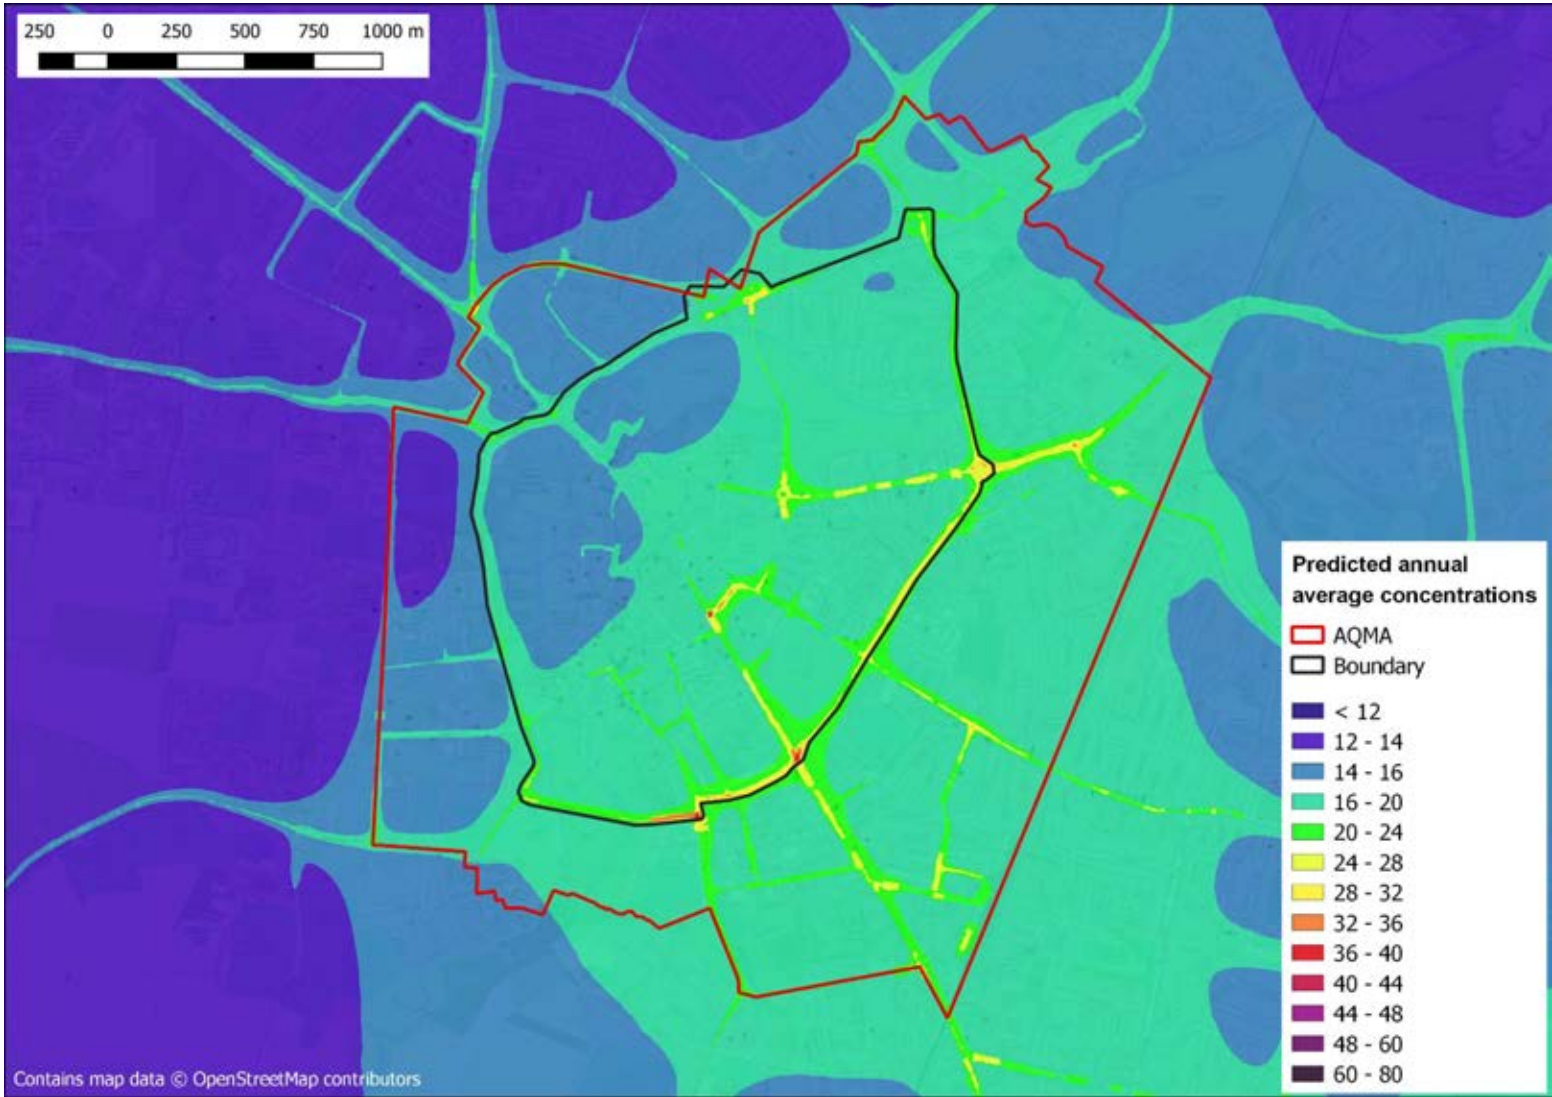 250 0 250 500 750 1000 m
Predicted annual
average concentrations
AQMA
Boundary
< 12
12 - 14
14 - 16
16 - 20
20 - 24
24 - 28
28 - 32
32 - 36
36 - 40
40 - 44
44 - 48
48 - 60
60 - 80
Contains map data © OpenStreetMap contributors